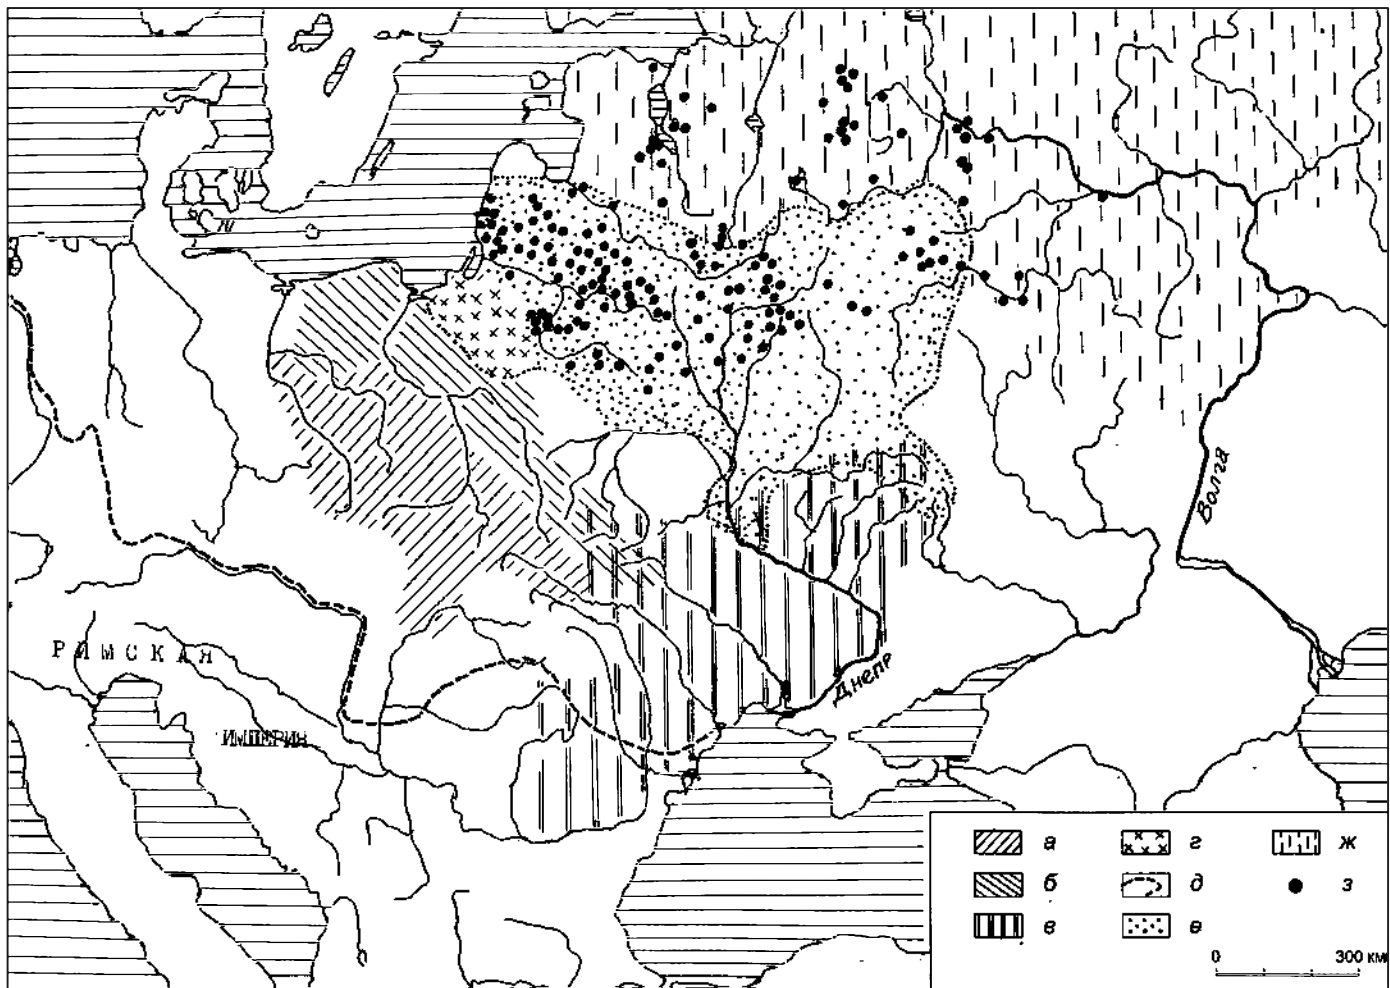 Волга
РИМСКАЯ
Днепр
ИМПЕРИЯ
а г ж
б д з
в е
0 300 км